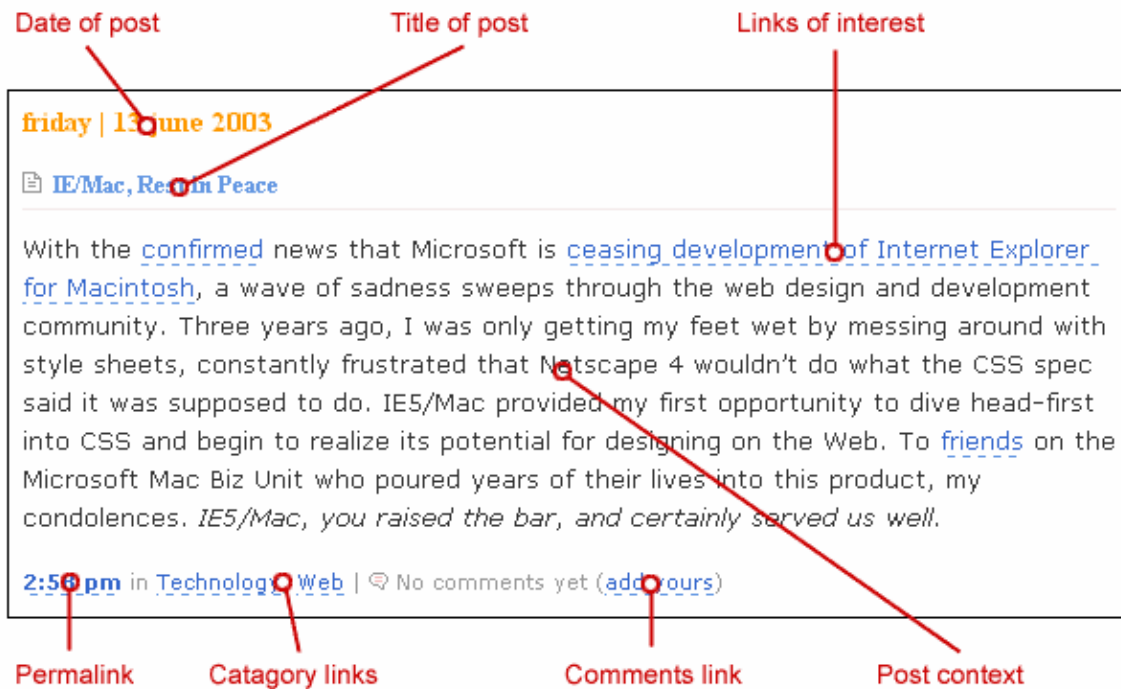 Date of post Title of post Links of interest
friday | 13 june 2003
IE/Mac, Rest in Peace
With the confirmed news that Microsoft is ceasing development of Internet Explorer
for Macintosh, a wave of sadness sweeps through the web design and development
community. Three years ago, I was only getting my feet wet by messing around with
style sheets, constantly frustrated that Netscape 4 wouldn't do what the CSS spec
said it was supposed to do. IE5/Mac provided my first opportunity to dive head-first
into CSS and begin to realize its potential for designing on the Web. To friends on the
Microsoft Mac Biz Unit who poured years of their lives into this product, my
condolences. IE5/Mac, you raised the bar, and certainly served us well.
pm in Technology, Web | No comments yet (add yours)
Permalink Catagory links Comments link Post context